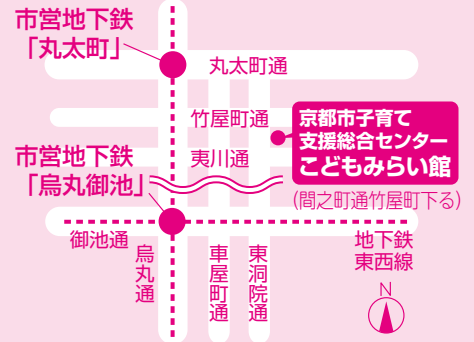 市営地下鉄
「丸太町」
丸太町通
竹屋町通
京都市子育て
支援総合センター
こどもみらい館
(間之町通竹屋町下る)
市営地下鉄
「烏丸御池」
夷川通
御池通
烏丸通
車屋町通
東洞院通
地下鉄
東西線
N